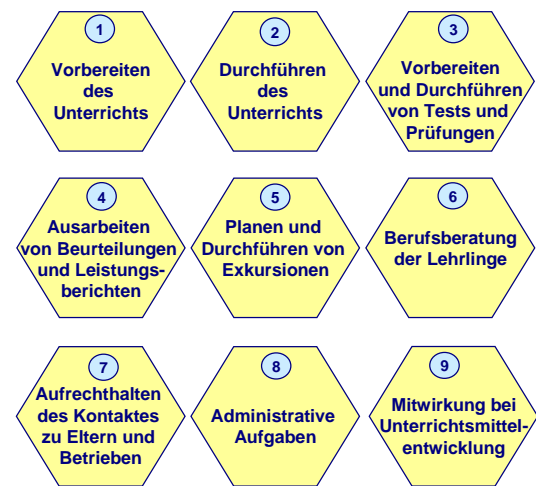 1
Vorbereiten
des
Unterrichts
2
Durchführen
des
Unterrichts
3
Vorbereiten
und Durchführen
von Tests und
Prüfungen
4
Ausarbeiten
von Beurteilungen
und Leistungs-
berichten
5
Planen und
Durchführen von
Exkursionen
6
Berufsberatung
der Lehrlinge
7
Aufrechthalten
des Kontaktes
zu Eltern und
Betrieben
8
Administrative
Aufgaben
9
Mitwirkung bei
Unterrichtsmittel-
entwicklung